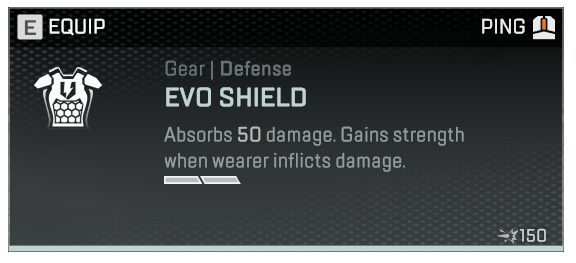 E EQUIP
PING
Gear | Defense
EVO SHIELD
Absorbs 50 damage. Gains strength
when wearer inflicts damage.
150